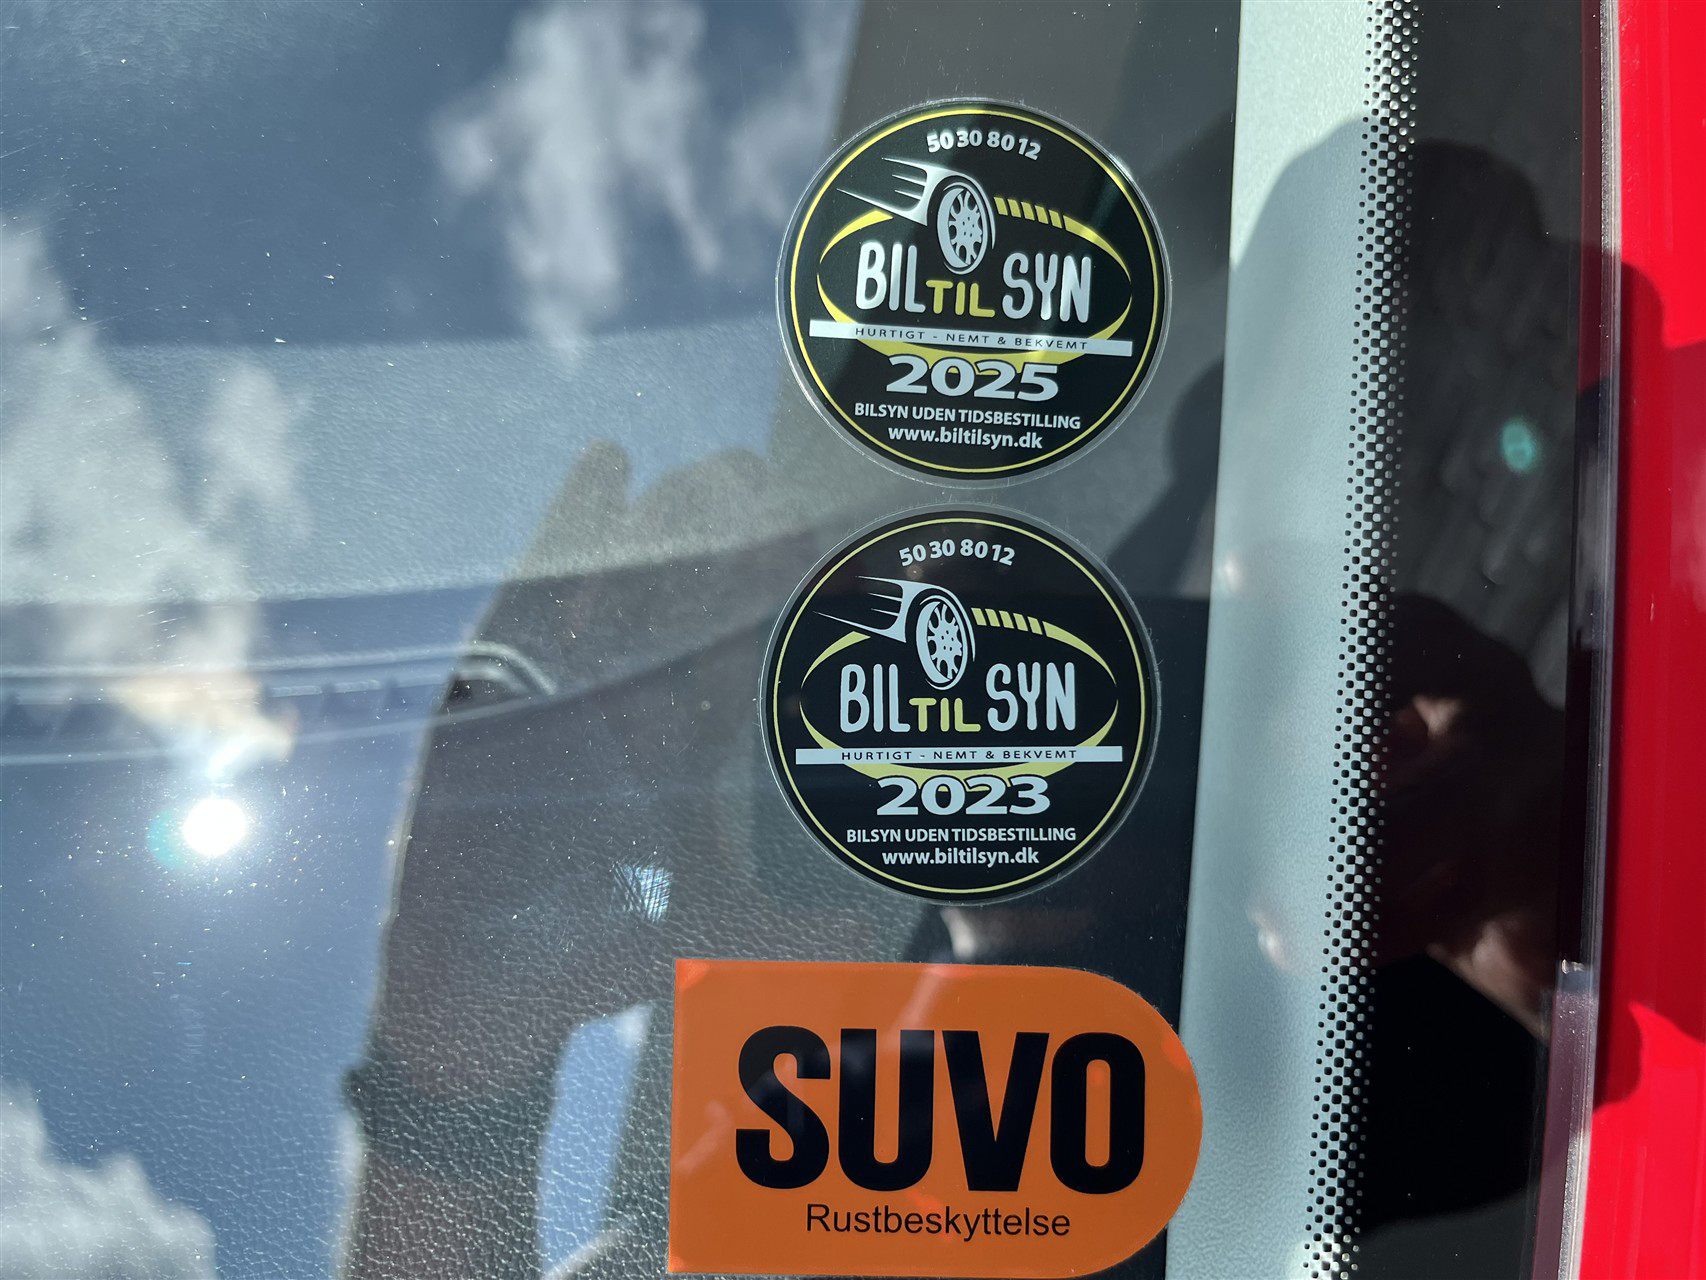 50 30 80 12
BIL TIL SYN
HURTIGT - NEMT & BEKVEMT
2025
BILSYN UDEN TIDSBESTILLING
www.biltilsyn.dk
50 30 80 12
BIL TIL SYN
HURTIGT - NEMT & BEKVEMT
2023
BILSYN UDEN TIDSBESTILLING
www.biltilsyn.dk
SUVO
Rustbeskyttelse